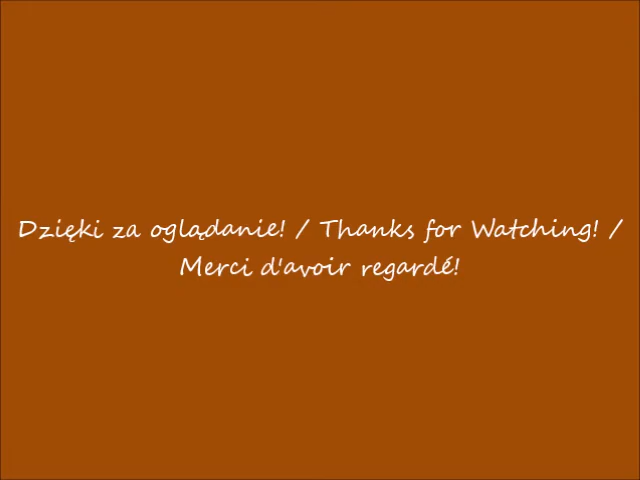 Dzięki za oglądanie! / Thanks for Watching! /
Merci d'avoir regardé!